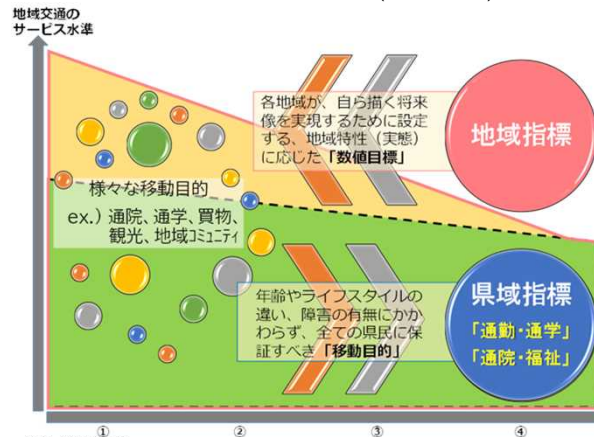 地域交通の
サービス水準
各地域が、自ら描く将来
像を実現するために設定
する、地域特性（実態）
に応じた「数値目標」
地域指標
様々な移動目的
ex.）通院、通学、買物、
観光、地域コミュニティ
年齢やライフスタイルの
違い、障害の有無にかか
わらず、全ての県民に保
証すべき「移動目的」
県域指標
「通勤・通学」
「通院・福祉」
① ② ③ ④